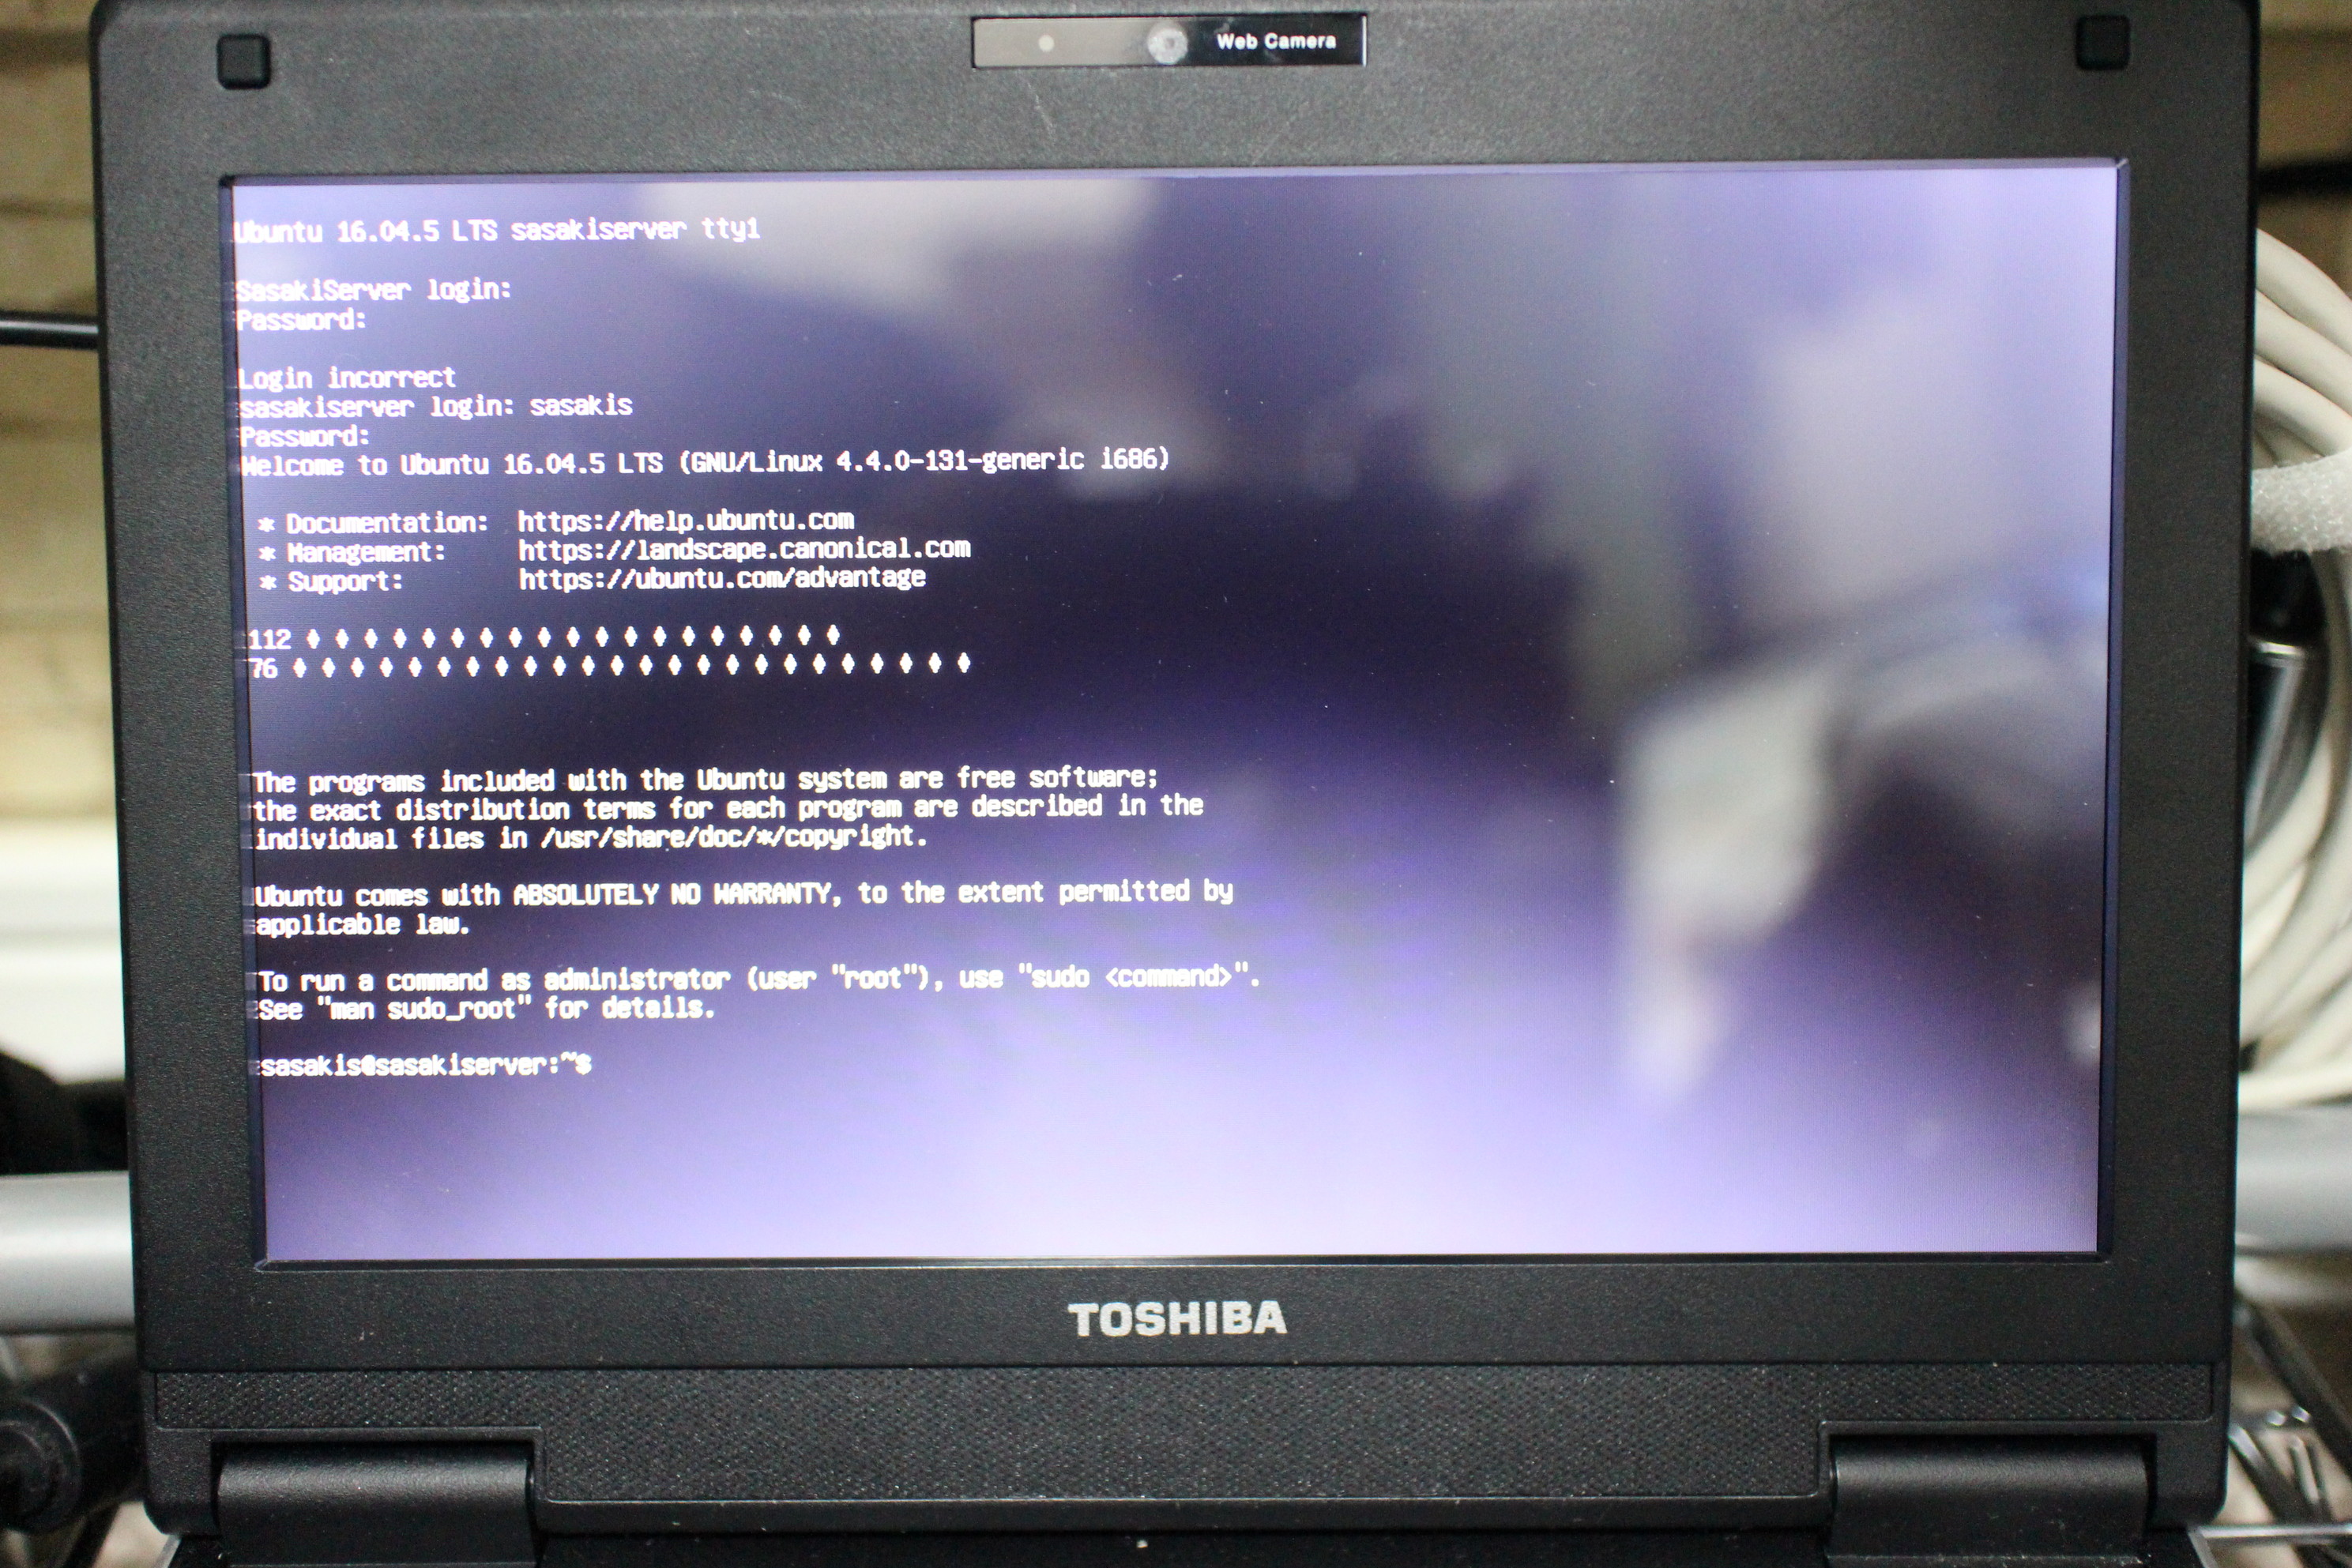 Web Camera
Ubuntu 16.04.5 LTS sasakiserver tty1
SasakiServer login:
Password:
Login incorrect
sasakiserver login: sasakis
Password:
Welcome to Ubuntu 16.04.5 LTS (GNU/Linux 4.4.0-131-generic i686)
* Documentation:  https://help.ubuntu.com
* Management:     https://landscape.canonical.com
* Support:        https://ubuntu.com/advantage
112 ♦ ♦ ♦ ♦ ♦ ♦ ♦ ♦ ♦ ♦ ♦ ♦ ♦ ♦ ♦ ♦ ♦ ♦ ♦
76 ♦ ♦ ♦ ♦ ♦ ♦ ♦ ♦ ♦ ♦ ♦ ♦ ♦ ♦ ♦ ♦ ♦ ♦ ♦ ♦ ♦ ♦ ♦ ♦
The programs included with the Ubuntu system are free software;
the exact distribution terms for each program are described in the
individual files in /usr/share/doc/*/copyright.
Ubuntu comes with ABSOLUTELY NO WARRANTY, to the extent permitted by
applicable law.
To run a command as administrator (user "root"), use "sudo <command>".
See "man sudo_root" for details.
sasakis@sasakiserver:~$
TOSHIBA